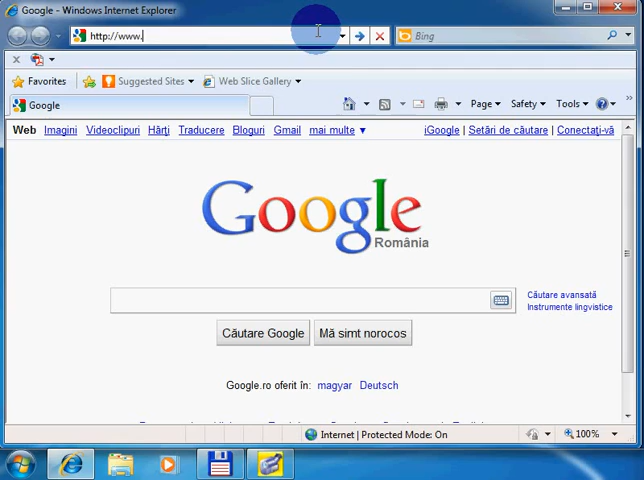 Google - Windows Internet Explorer
http://www.
Bing
Favorites Suggested Sites Web Slice Gallery
Google Page Safety Tools
Web Imagini Videoclipuri Hărţi Traducere Bloguri Gmail mai multe ▼ iGoogle | Setări de căutare | Conectaţi-vă
Google
România
Căutare avansată
Instrumente lingvistice
Căutare Google Mă simt norocos
Google.ro oferit în: magyar Deutsch
Internet | Protected Mode: On 100%